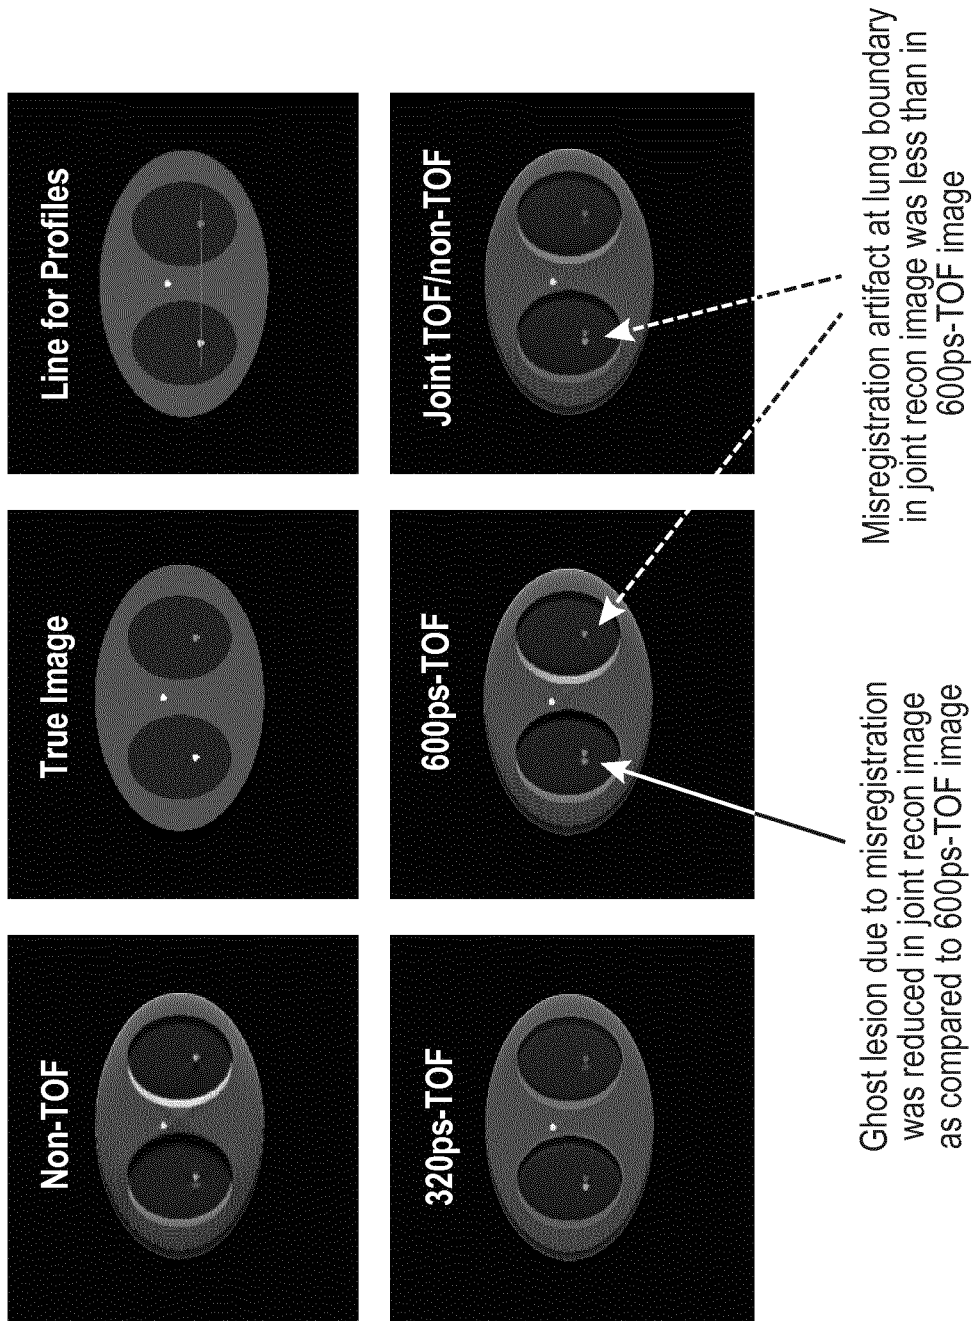 Non-TOF
True Image
Line for Profiles
320ps-TOF
600ps-TOF
Joint TOF/non-TOF
Ghost lesion due to misregistration
was reduced in joint recon image
as compared to 600ps-TOF image
Misregistration artifact at lung boundary
in joint recon image was less than in
600ps-TOF image